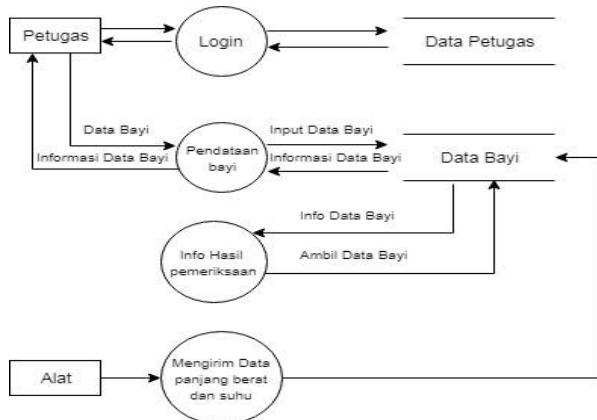 Petugas
Login
Data Petugas
Data Bayi
Input Data Bayi
Informasi Data Bayi
Pendataan
bayi
Informasi Data Bayi
Data Bayi
Info Data Bayi
Info Hasil
pemeriksaan
Ambil Data Bayi
Alat
Mengirim Data
panjang berat
dan suhu